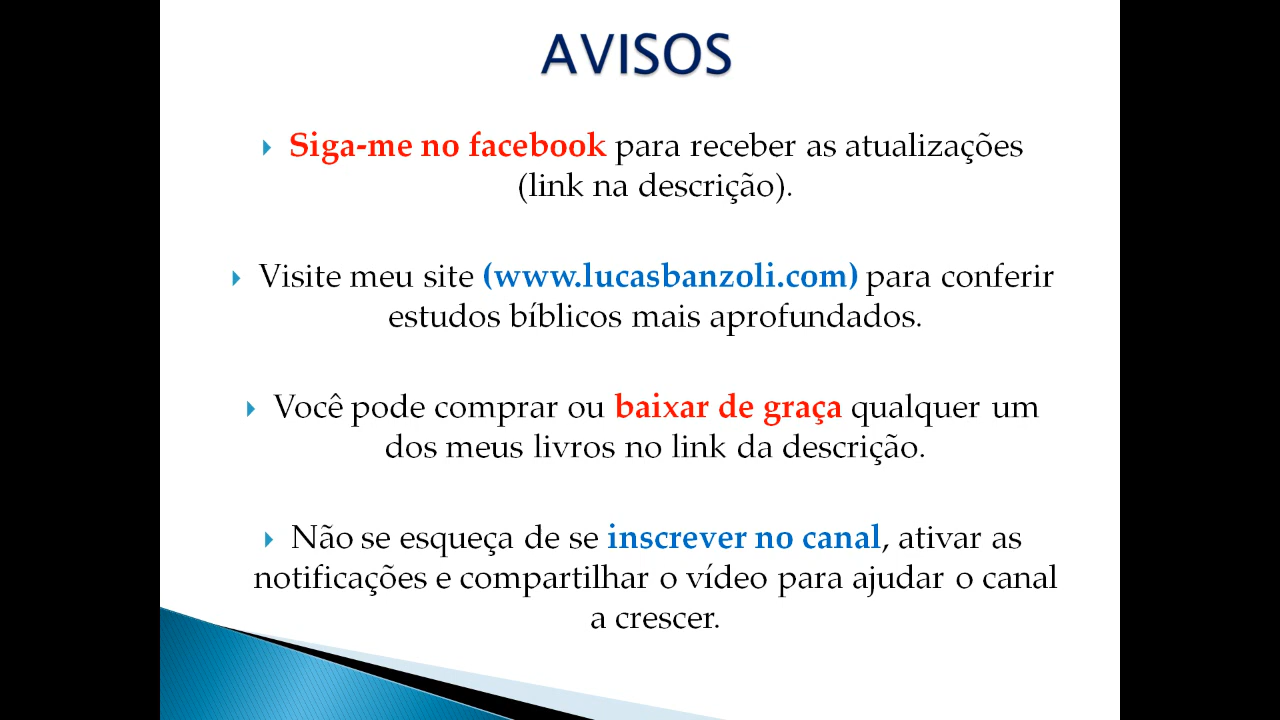 AVISOS
Siga-me no facebook para receber as atualizações
(link na descrição).
Visite meu site (www.lucasbanzoli.com) para conferir
estudos bíblicos mais aprofundados.
Você pode comprar ou baixar de graça qualquer um
dos meus livros no link da descrição.
Não se esqueça de se inscrever no canal, ativar as
notificações e compartilhar o vídeo para ajudar o canal
a crescer.